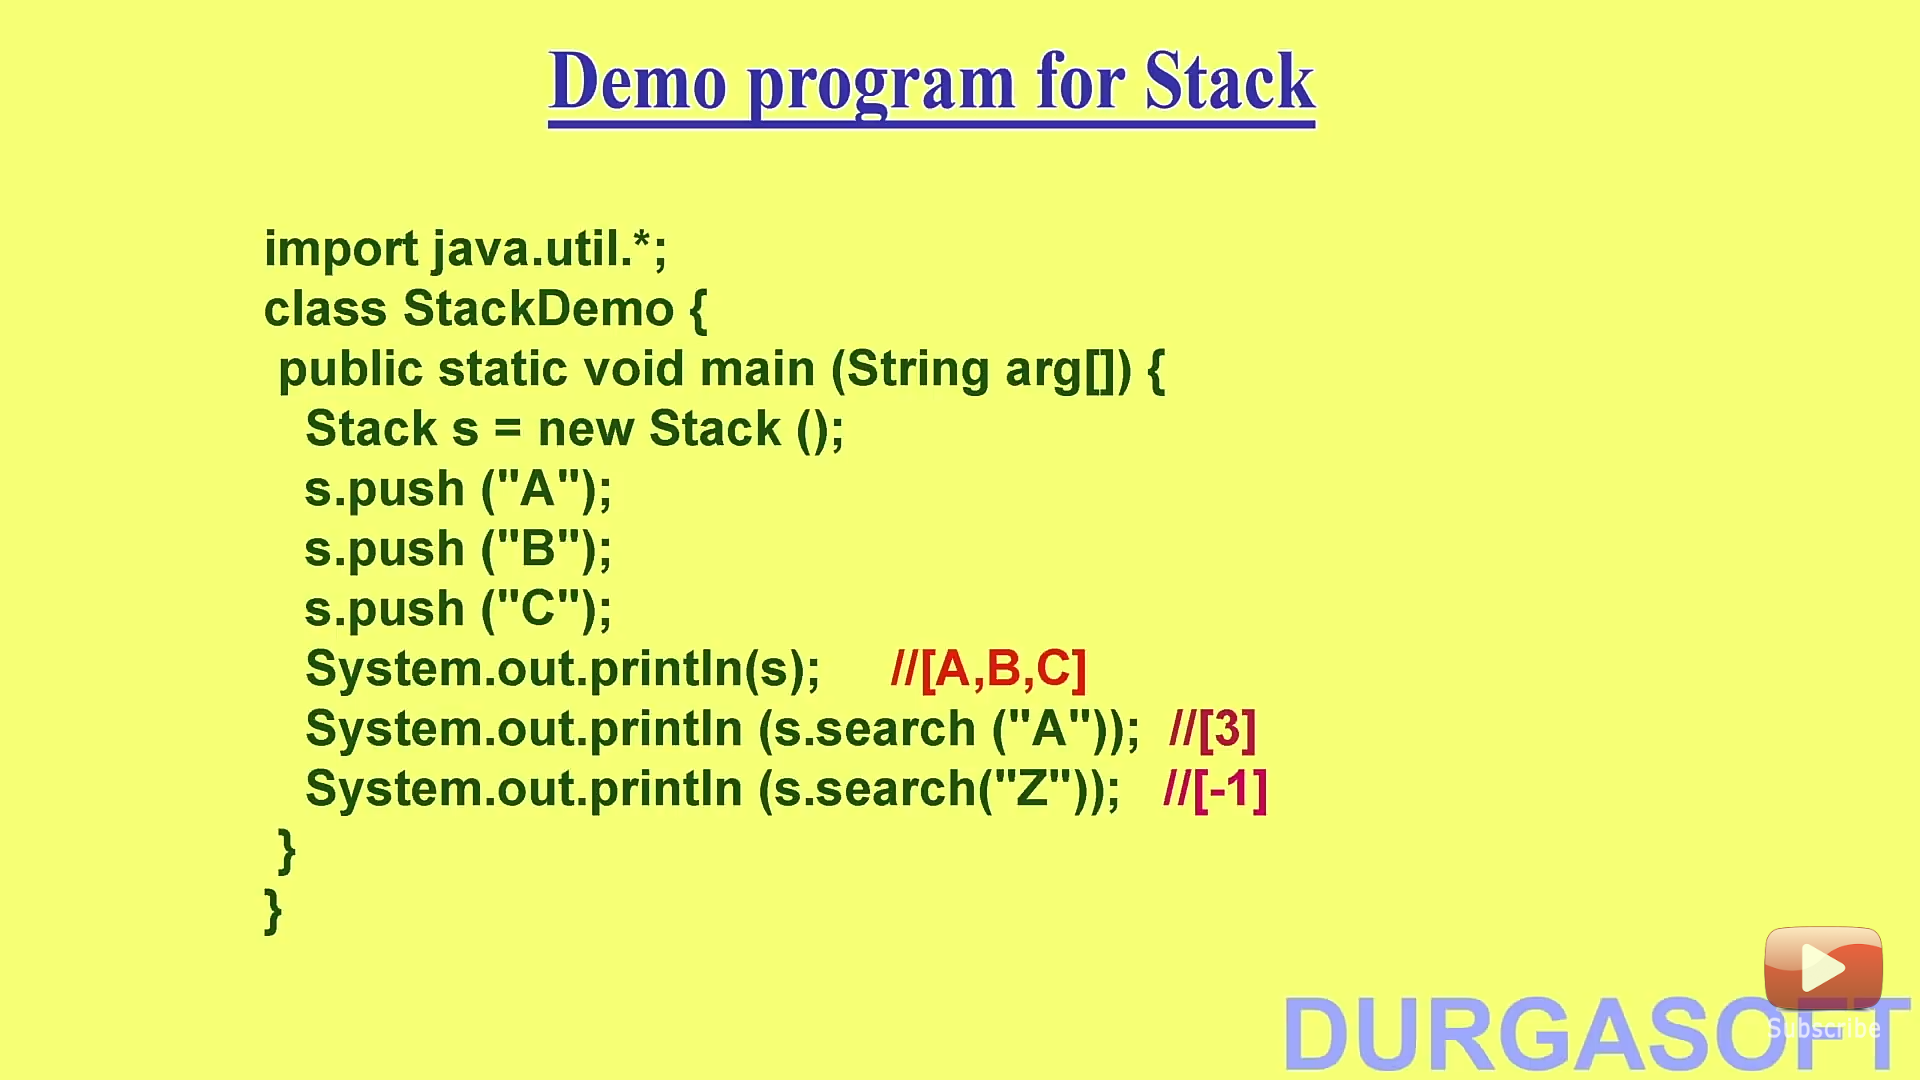 Demo program for Stack
import java.util.*;
class StackDemo {
public static void main (String arg[]) {
Stack s = new Stack ();
s.push ("A");
s.push ("B");
s.push ("C");
System.out.println(s); //[A,B,C]
System.out.println (s.search ("A")); //[3]
System.out.println (s.search("Z")); //[-1]
}
}
Subscribe
DURGASOFT